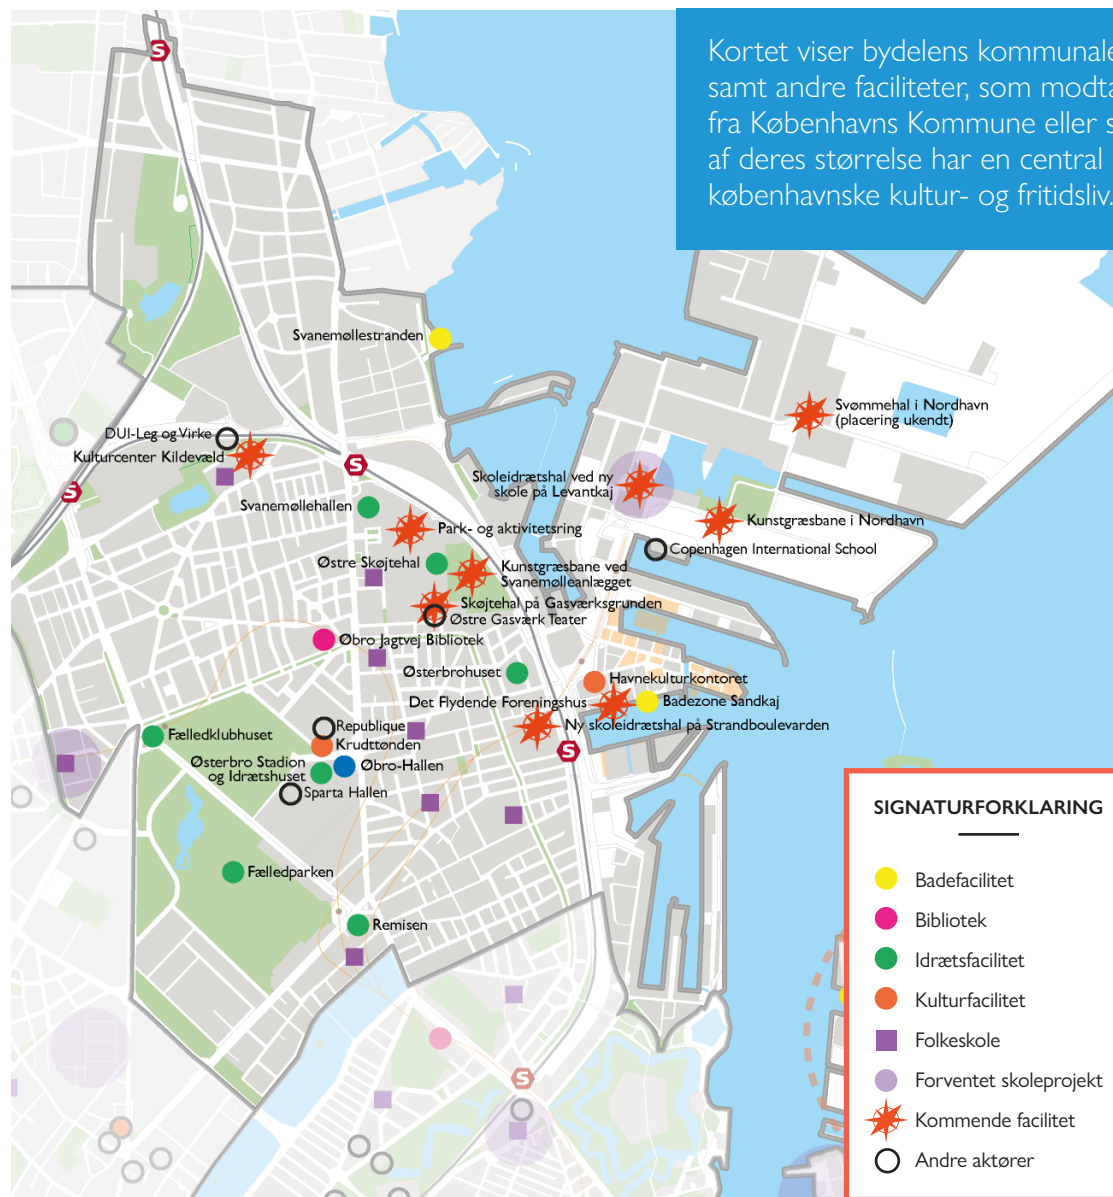 Kortet viser bydelens kommunale
samt andre faciliteter, som
fra Københavns Kommune eller
af deres størrelse har en central
københavnske kultur- og fritidsliv.
S
Svanemøllestranden
Svømmehal i Nordhavn
(placering ukendt)
DUI-Leg og Virke
Kulturcenter Kildevæld
S
S
Skoleidrætshal ved ny
skole på Levantkaj
Svanemøllehallen
Park- og aktivitetsring
Kunstgræsbane i Nordhavn
Copenhagen International School
Østre Skøjtehal
Kunstgræsbane ved
Svanemølleanlægget
Skøjtehal på Gasværksgrunden
Østre Gasværk Teater
Øbro Jagtvej Bibliotek
Østerbrohuset
Havnekulturkontoret
Det Flydende Foreningshus
Badezone Sandkaj
Ny skoleidrætshal på Strandboulevarden
S
Republique
Fælledklubhuset
Krudttønden
Østerbro Stadion
og Idrætshuset
Øbro-Hallen
Sparta Hallen
Fælledparken
Remisen
S
SIGNATURFORKLARING
Badefacilitet
Bibliotek
Idrætsfacilitet
Kulturfacilitet
Folkeskole
Forventet skoleprojekt
Kommende facilitet
Andre aktører